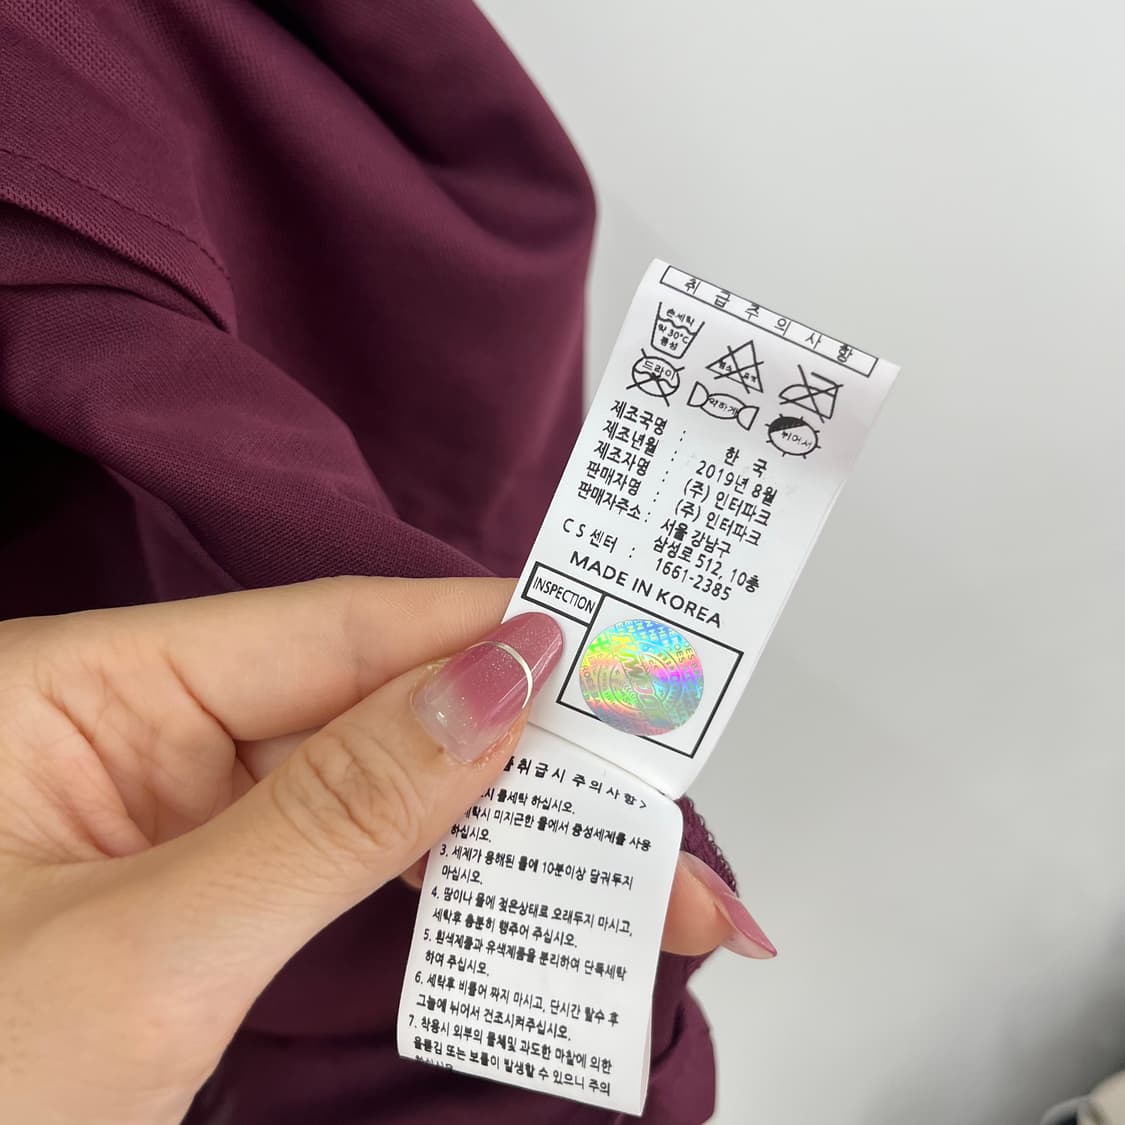 취급주의사항
손세탁
약 30°C
중성
드라이
약하게
뉘어서
제조국명 : 한 국
제조년월 : 2019년 8월
제조자명 : (주) 인터파크
판매자명 : (주) 인터파크
판매자주소 : 서울 강남구
삼성로 512, 10층
CS 센터 : 1661-2385
MADE IN KOREA
INSPECTION
취급시 주의사항>
물세탁 하십시오.
미지근한 물에서 중성세제를 사용
하십시오.
3. 세제가 용해된 물에 10분이상 담궈두지
마십시오.
4. 땀이나 물에 젖은상태로 오래두지 마시고,
세탁후 충분히 행주어 주십시오.
5. 흰색제품과 유색제품을 분리하여 단독세탁
하여 주십시오.
6. 세탁후 비틀어 짜지 마시고, 단시간 탈수 후
그늘에 뉘어서 건조시켜주십시오.
7. 착용시 외부의 물체및 과도한 마찰에 의한
올뜯김 또는 보풀이 발생할 수 있으니 주의